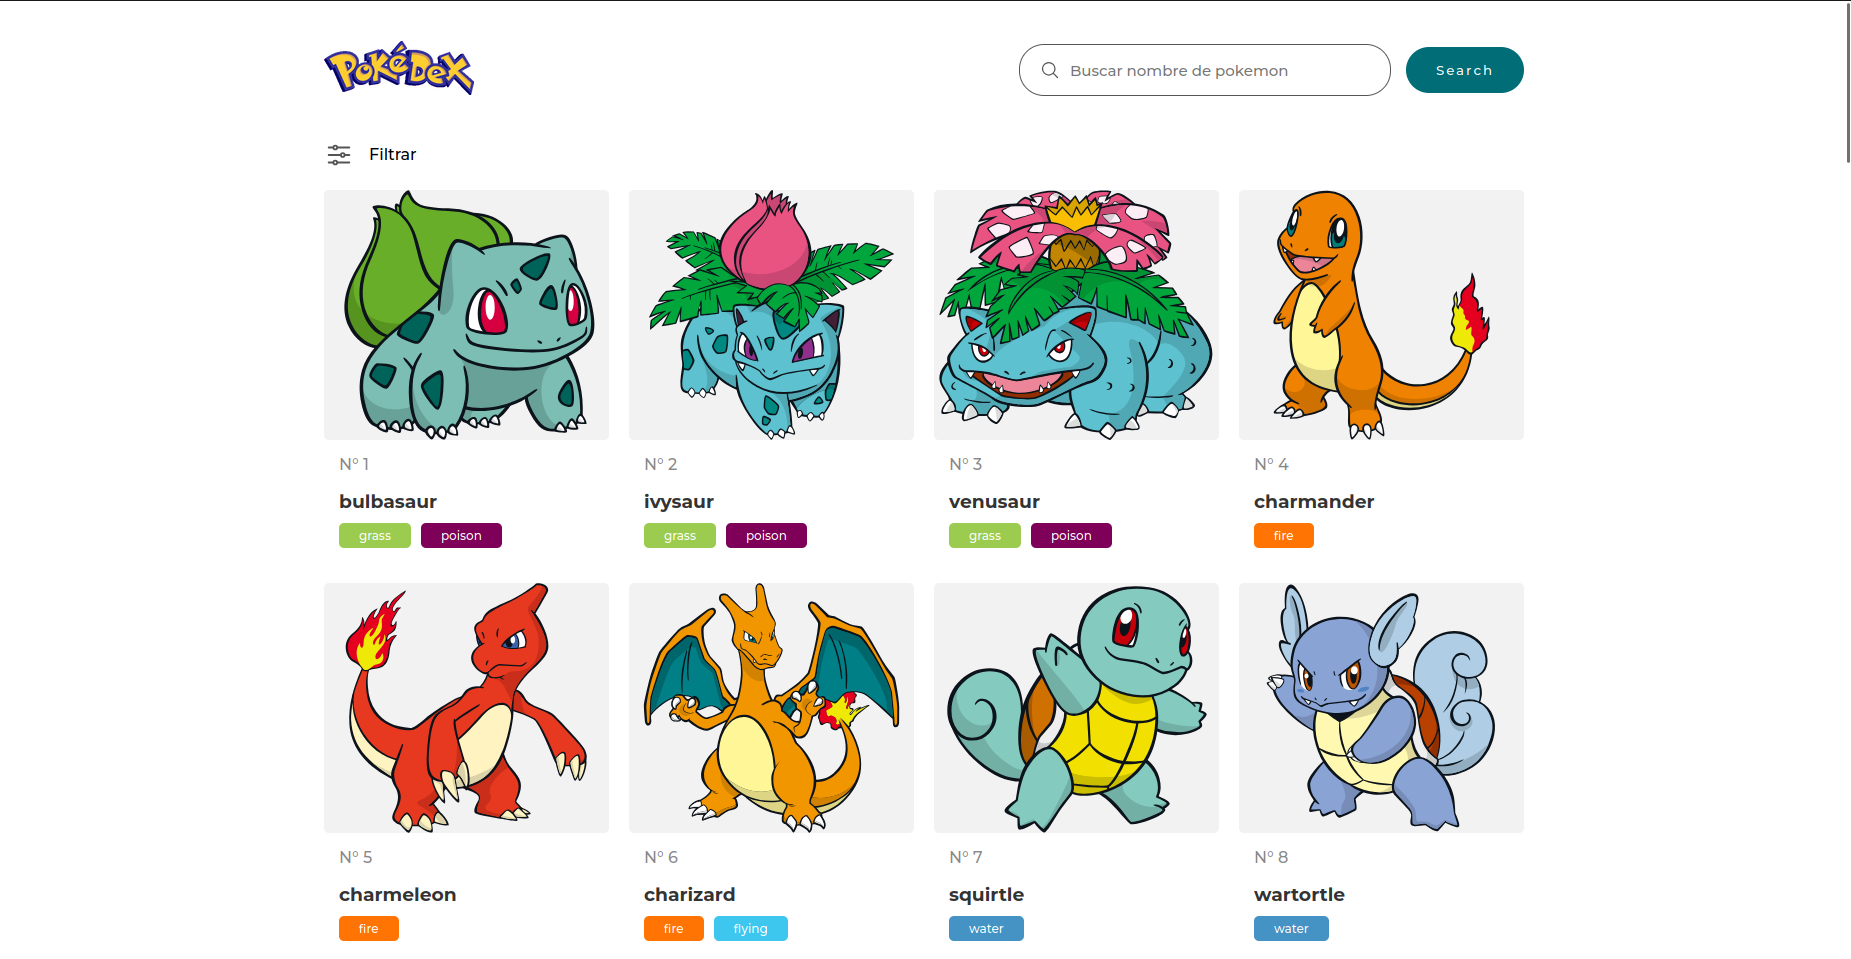 POKéDEX
Buscar nombre de pokemon
Search
Filtrar
Nº 1
bulbasaur
grass poison
Nº 2
ivysaur
grass poison
Nº 3
venusaur
grass poison
Nº 4
charmander
fire
Nº 5
charmeleon
fire
Nº 6
charizard
fire flying
Nº 7
squirtle
water
Nº 8
wartortle
water